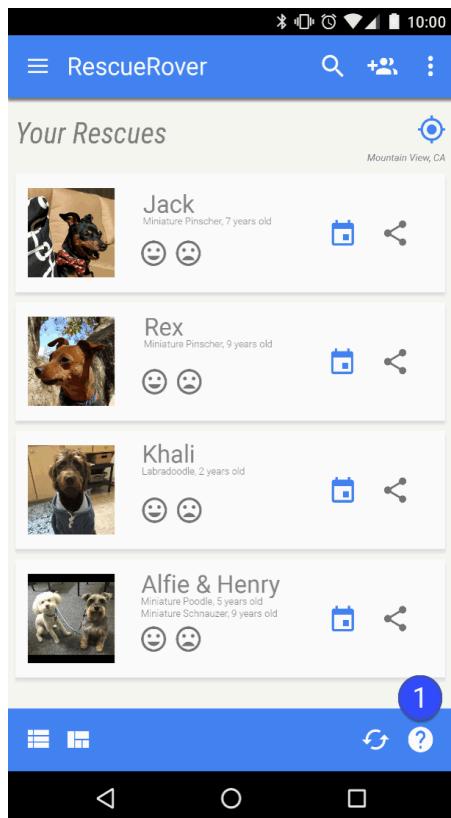 10:00
RescueRover
Your Rescues
Mountain View, CA
Jack
Miniature Pinscher, 7 years old
Rex
Miniature Pinscher, 9 years old
Khali
Labradoodle, 2 years old
Alfie & Henry
Miniature Poodle, 5 years old
Miniature Schnauzer, 9 years old
1